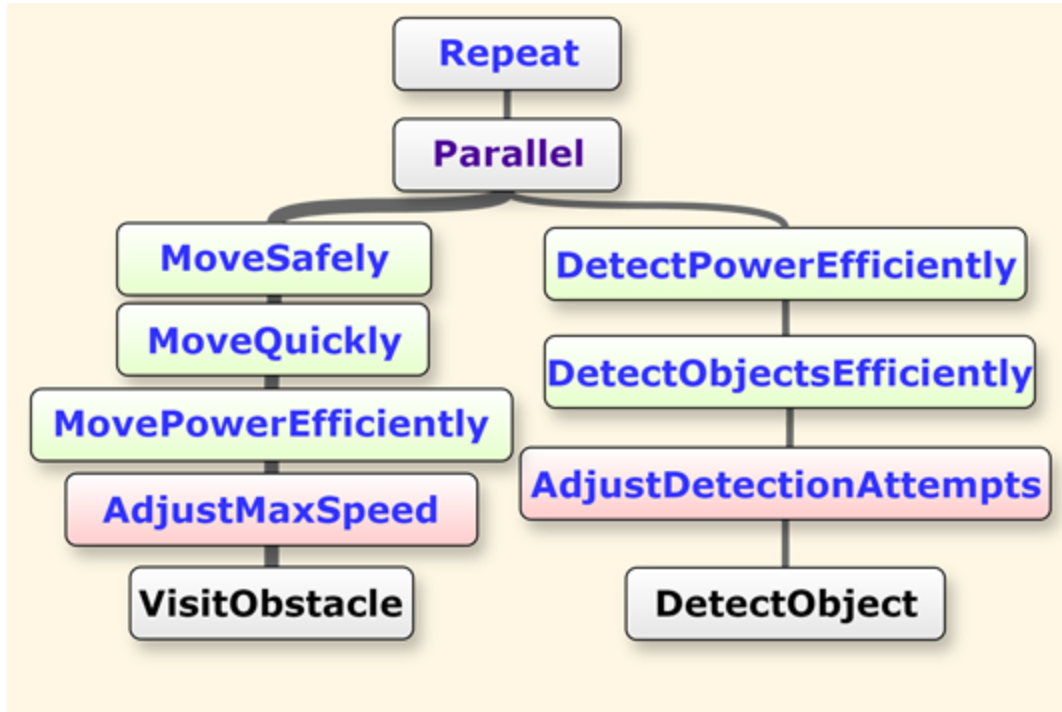 Repeat
Parallel
MoveSafely
MoveQuickly
MovePowerEfficiently
AdjustMaxSpeed
VisitObstacle
DetectPowerEfficiently
DetectObjectsEfficiently
AdjustDetectionAttempts
DetectObject